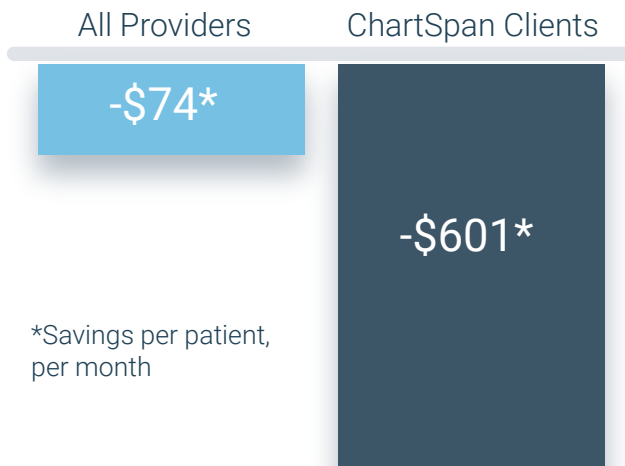 All Providers
ChartSpan Clients
-$74*
-$601*
*Savings per patient,
per month